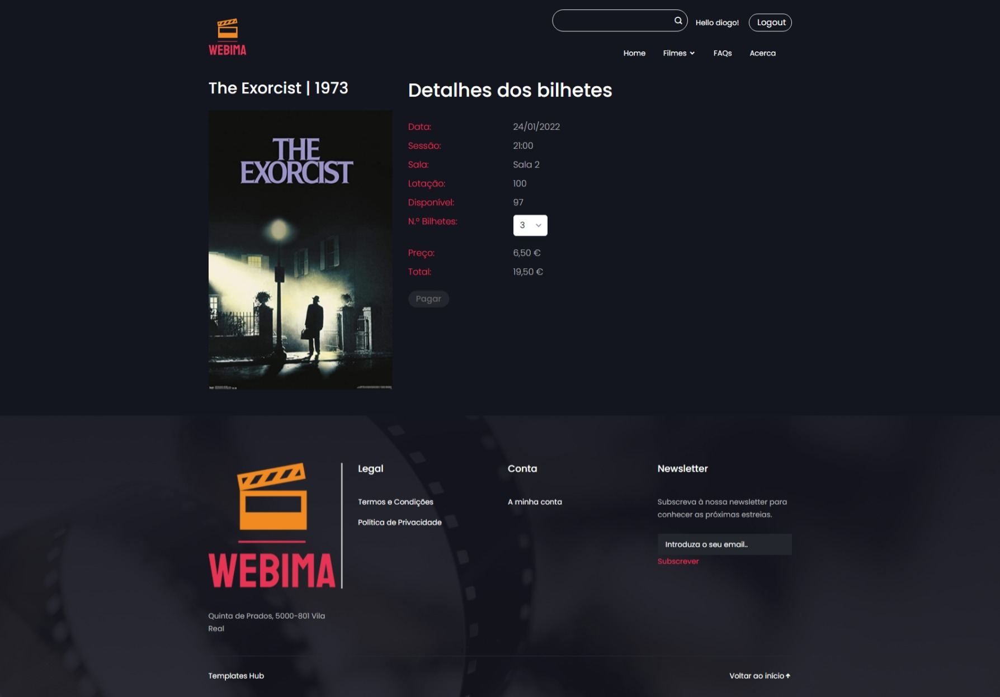 WEBIMA
Hello diogo!
Logout
Home
Filmes
FAQs
Acerca
The Exorcist | 1973
THE
EXORCIST
Detalhes dos bilhetes
Data: 24/01/2022
Sessão: 21:00
Sala: Sala 2
Lotação: 100
Disponível: 97
N.º Bilhetes: 3
Preço: 6,50 €
Total: 19,50 €
Pagar
WEBIMA
Quinta de Prados, 5000-801 Vila
Real
Legal
Termos e Condições
Política de Privacidade
Conta
A minha conta
Newsletter
Subscreva à nossa newsletter para
conhecer as próximas estreias.
Introduza o seu email..
Subscrever
Templates Hub
Voltar ao início